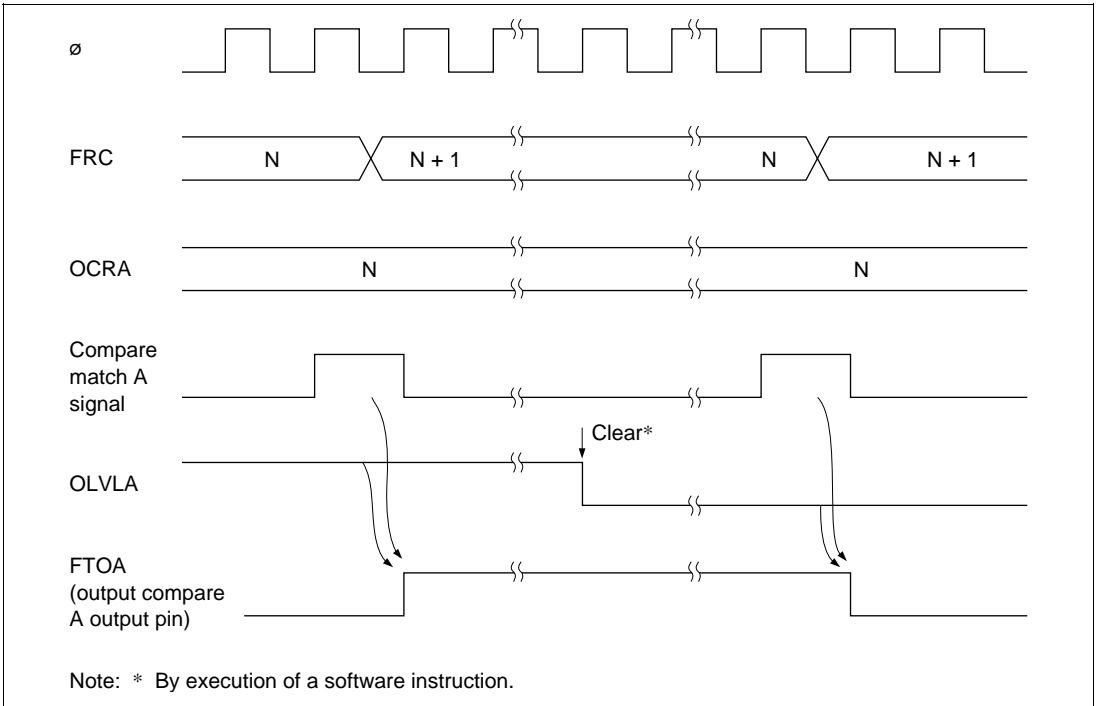 ø
FRC
N
N + 1
N
N + 1
OCRA
N
N
Compare
match A
signal
Clear*
OLVLA
FTOA
(output compare
A output pin)
Note: * By execution of a software instruction.